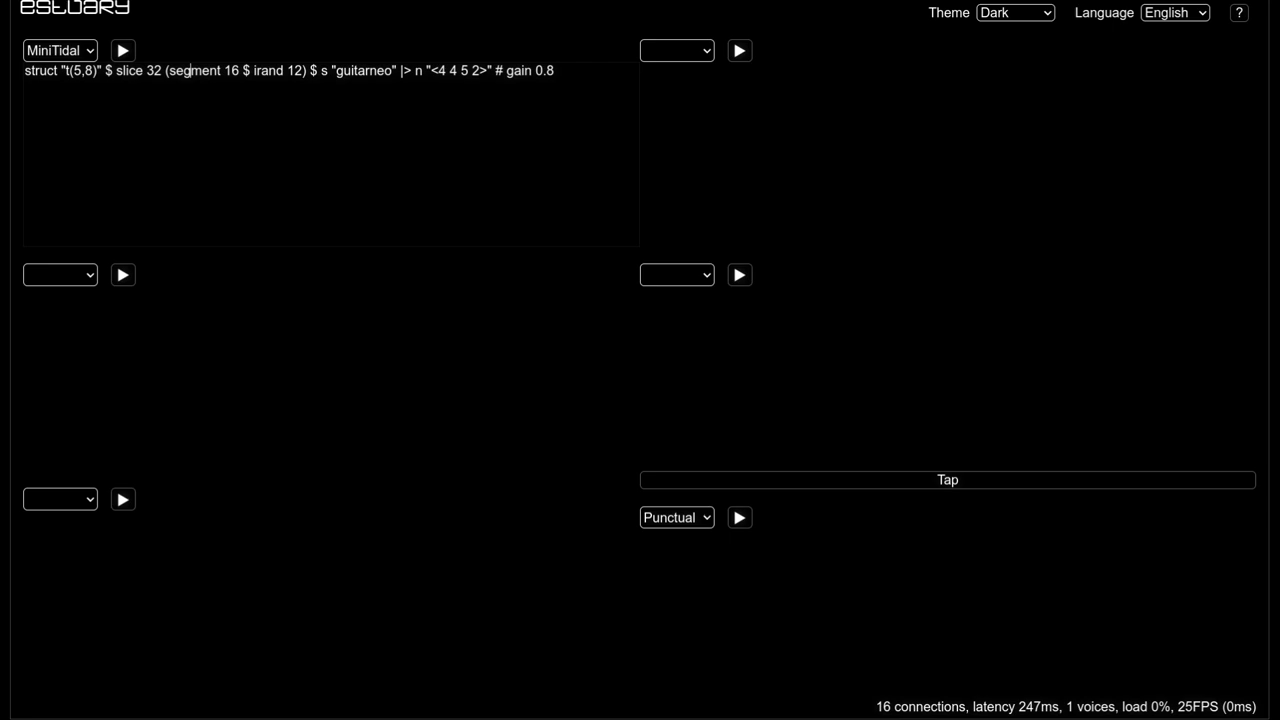 estuary
Theme Dark Language English ?
MiniTidal
struct "t(5,8)" $ slice 32 (segment 16 $ irand 12) $ s "guitarneo" |> n "<4 4 5 2>" # gain 0.8
Tap
Punctual
16 connections, latency 247ms, 1 voices, load 0%, 25FPS (0ms)